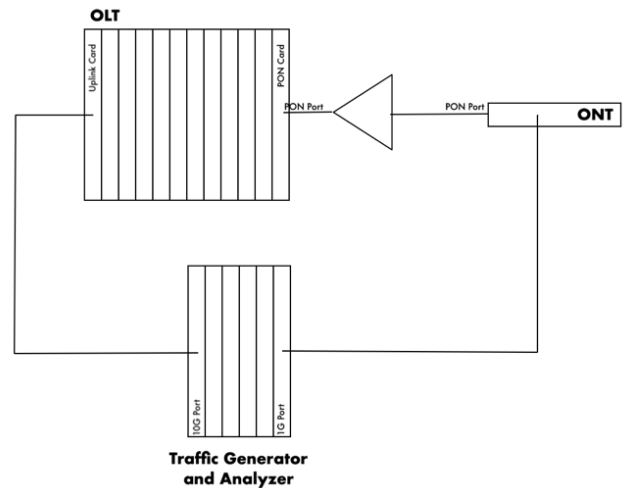 OLT
Uplink Card
PON Card
PON Port
PON Port
ONT
10G Port
1G Port
Traffic Generator
and Analyzer